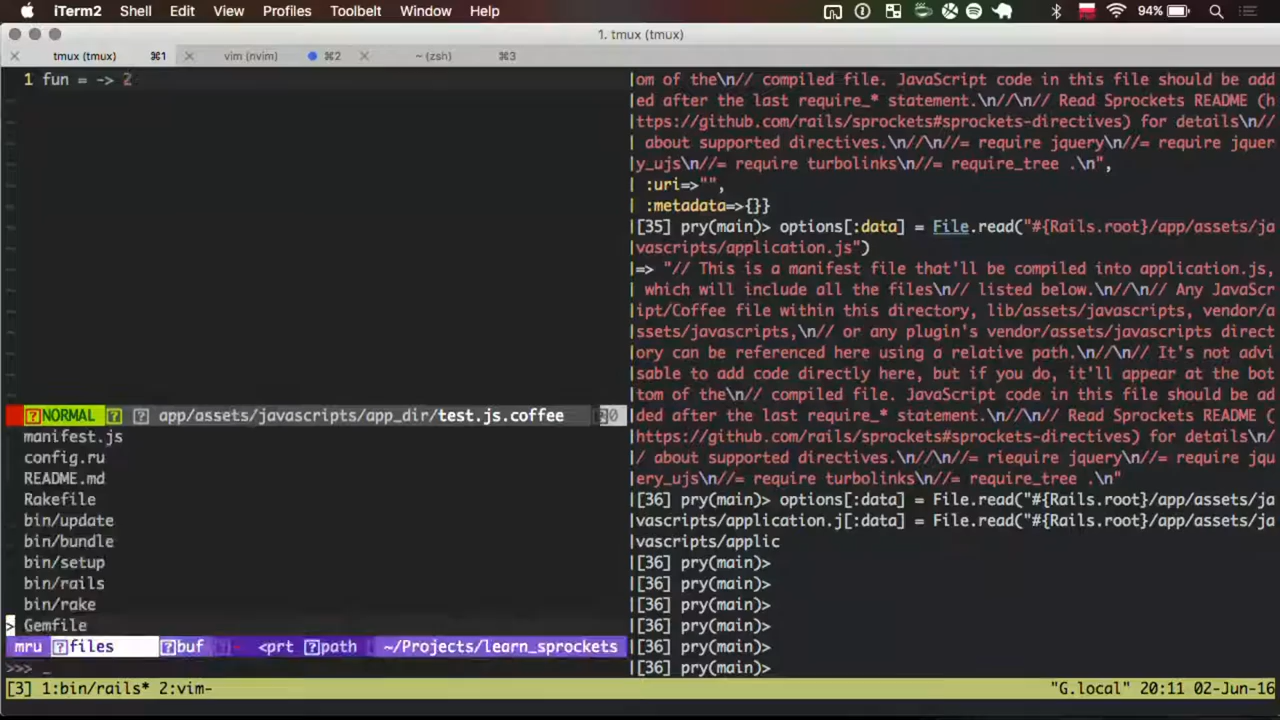 iTerm2 Shell Edit View Profiles Toolbelt Window Help 94%
1. tmux (tmux)
tmux (tmux) ⌘1 vim (nvim) ⌘2 ~ (zsh) ⌘3
1 fun = -> 2
NORMAL app/assets/javascripts/app_dir/test.js.coffee
manifest.js
config.ru
README.md
Rakefile
bin/update
bin/bundle
bin/setup
bin/rails
bin/rake
> Gemfile
mru files buf <prt path ~/Projects/learn_sprockets
>>> _
|om of the\n// compiled file. JavaScript code in this file should be add
|ed after the last require_* statement.\n//\n// Read Sprockets README (h
|ttps://github.com/rails/sprockets#sprockets-directives) for details\n//
| about supported directives.\n//\n//= require jquery\n//= require jquer
|y_ujs\n//= require turbolinks\n//= require_tree .\n",
| :uri=>"",
| :metadata=>{}}
|[35] pry(main)> options[:data] = File.read("#{Rails.root}/app/assets/ja
|vascripts/application.js")
|=> "// This is a manifest file that'll be compiled into application.js,
| which will include all the files\n// listed below.\n//\n// Any JavaScr
|ipt/Coffee file within this directory, lib/assets/javascripts, vendor/a
|ssets/javascripts,\n// or any plugin's vendor/assets/javascripts direct
|ory can be referenced here using a relative path.\n//\n// It's not advi
|sable to add code directly here, but if you do, it'll appear at the bot
|tom of the\n// compiled file. JavaScript code in this file should be ad
|ded after the last require_* statement.\n//\n// Read Sprockets README (
|https://github.com/rails/sprockets#sprockets-directives) for details\n/
|/ about supported directives.\n//\n//= riequire jquery\n//= require jqu
|ery_ujs\n//= require turbolinks\n//= require_tree .\n"
|[36] pry(main)> options[:data] = File.read("#{Rails.root}/app/assets/ja
|vascripts/application.j[:data] = File.read("#{Rails.root}/app/assets/ja
|vascripts/applic
|[36] pry(main)>
|[36] pry(main)>
|[36] pry(main)>
|[36] pry(main)>
|[36] pry(main)>
|[36] pry(main)>
[3] 1:bin/rails* 2:vim- "G.local" 20:11 02-Jun-16